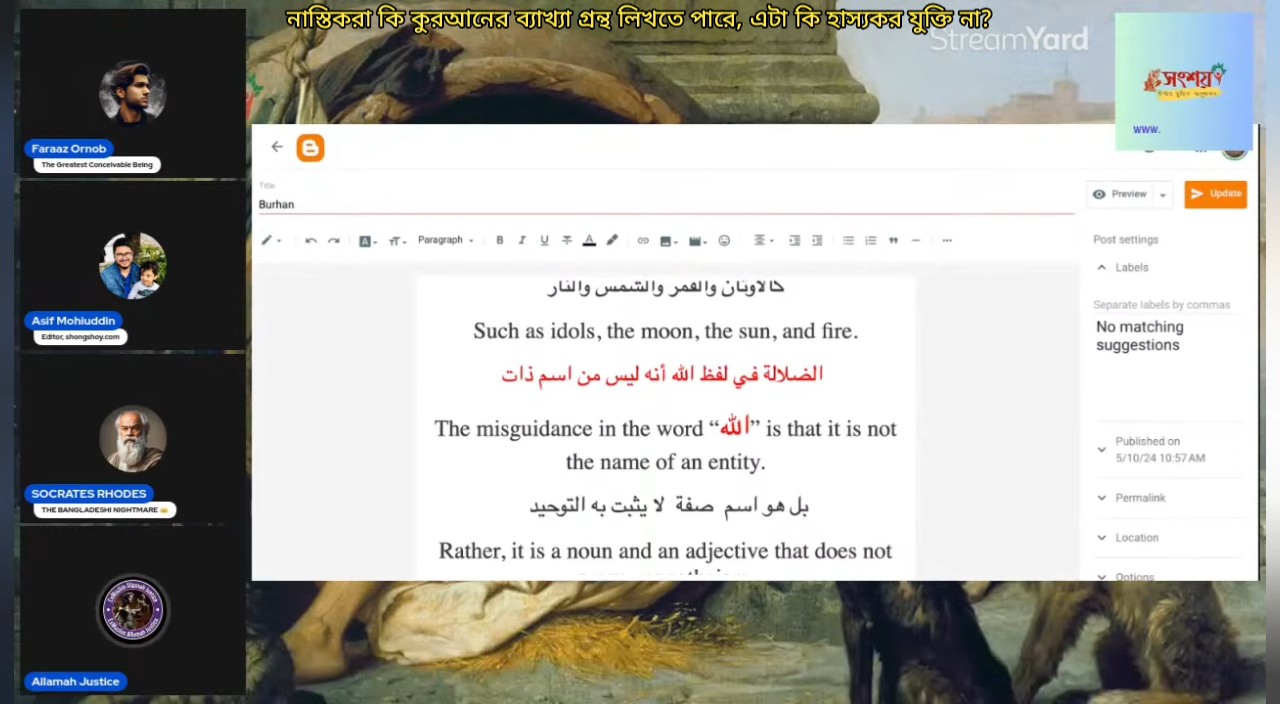 নাস্তিকরা কি কুরআনের ব্যাখ্যা গ্রন্থ লিখতে পারে, এটা কি হাস্যকর যুক্তি না?
StreamYard
সংশয়
www.
Faraaz Ornob
The Greatest Conceivable Being
Asif Mohiuddin
Editor, shongshoy.com
SOCRATES RHODES
THE BANGLADESHI NIGHTMARE
Allamah Justice
Title
Burhan
Preview
Update
Paragraph
B I U
Post settings
Labels
Separate labels by commas
No matching
suggestions
Published on
5/10/24 10:57 AM
Permalink
Location
Options
كالاوثان والقمر والشمس والنار
Such as idols, the moon, the sun, and fire.
الضلالة في لفظ الله أنه ليس من اسم ذات
The misguidance in the word “الله” is that it is not
the name of an entity.
بل هو اسم صفة لا يثبت به التوحيد
Rather, it is a noun and an adjective that does not